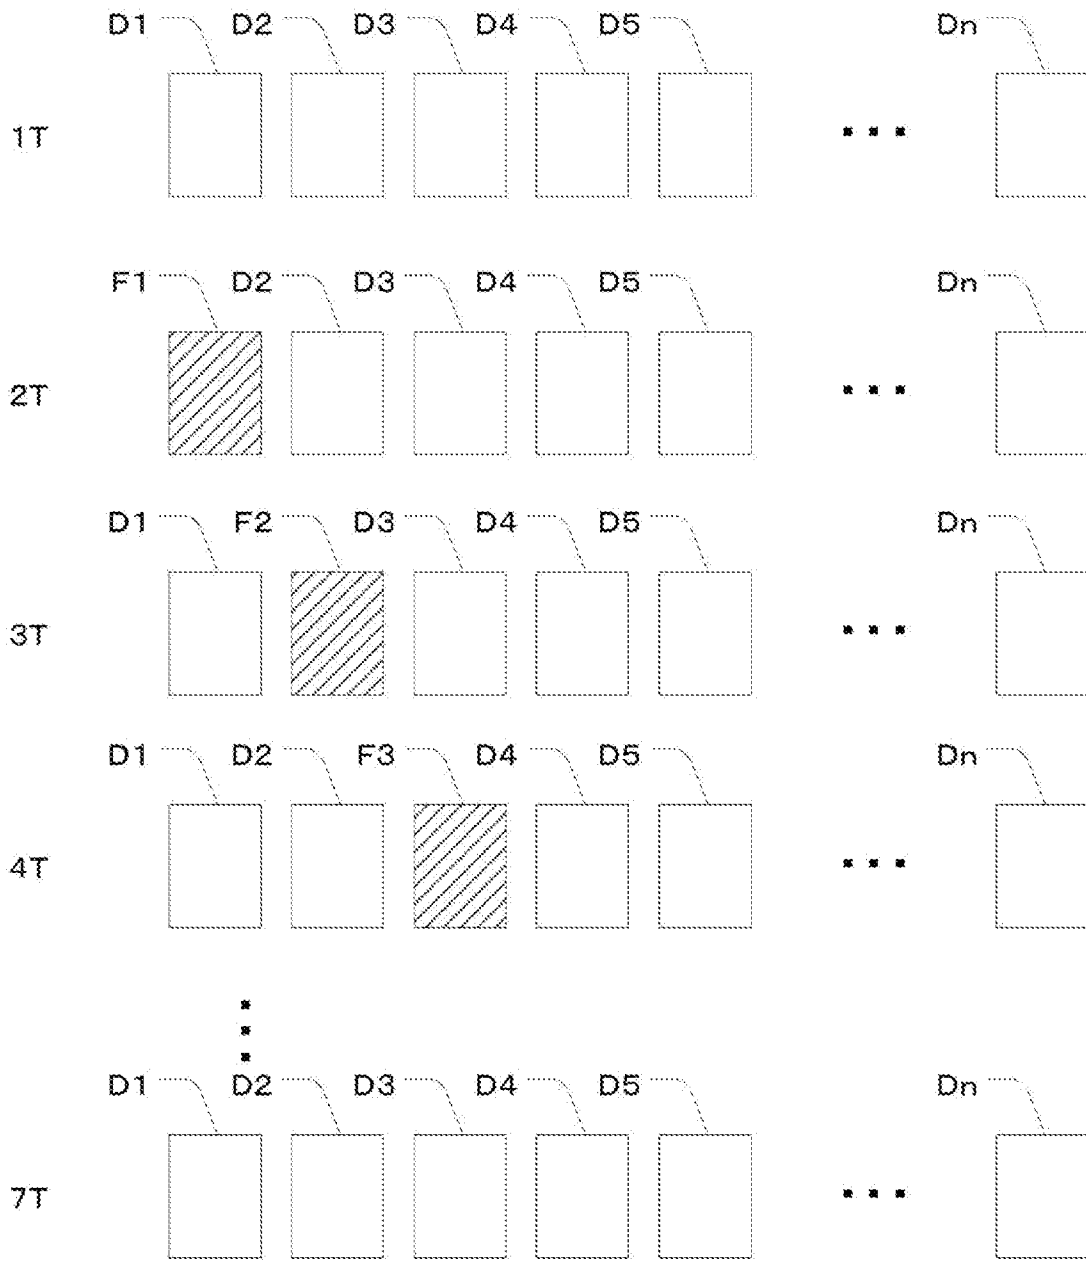 D1 D2 D3 D4 D5 Dn
1T
F1 D2 D3 D4 D5 Dn
2T
D1 F2 D3 D4 D5 Dn
3T
D1 D2 F3 D4 D5 Dn
4T
D1 D2 D3 D4 D5 Dn
7T